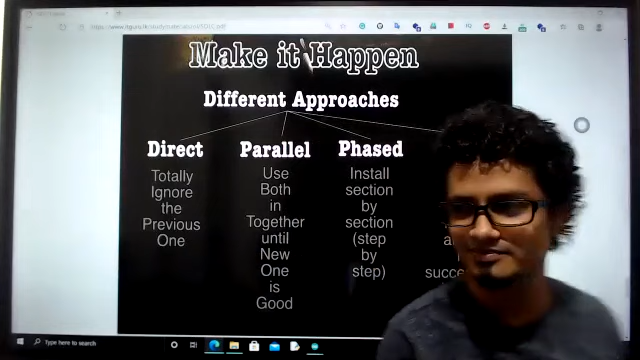 Make it Happen
Different Approaches
Direct
Parallel
Phased
Totally
Ignore
the
Previous
One
Use
Both
in
Together
until
New
One
is
Good
Install
section
by
section
(step
by
step)
Type here to search